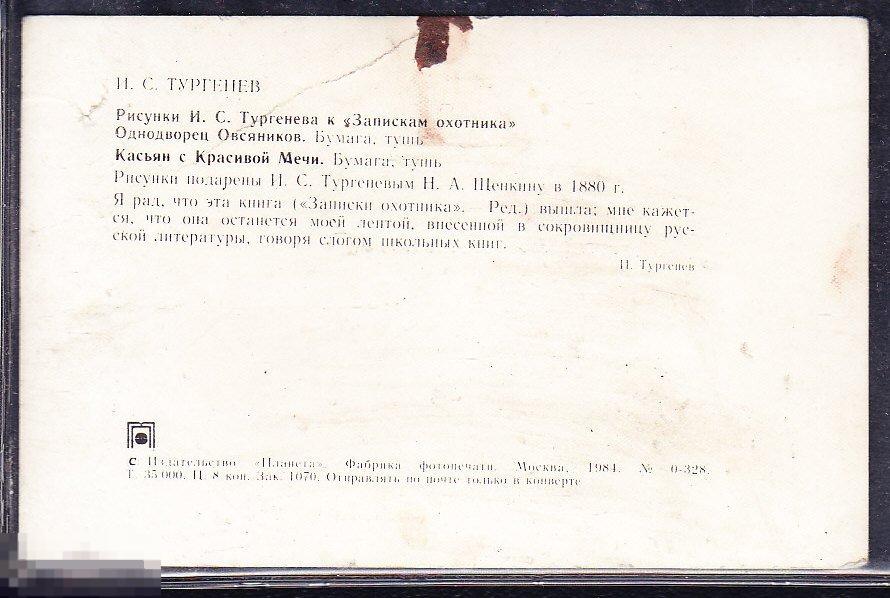 И. С. ТУРГЕНЕВ
Рисунки И. С. Тургенева к «Запискам охотника»
Однодворец Овсяников. Бумага, тушь
Касьян с Красивой Мечи. Бумага, тушь
Рисунки подарены И. С. Тургеневым Н. А. Щепкину в 1880 г.
Я рад, что эта книга («Записки охотника». — Ред.) вышла; мне кажет-
ся, что она останется моей лептой, внесенной в сокровищницу рус-
ской литературы, говоря слогом школьных книг.
И. Тургенев
С Издательство «Планета». Фабрика фотопечати. Москва, 1984. № 0-328.
Т. 35 000. Ц. 8 коп. Зак. 1070. Отправлять по почте только в конверте